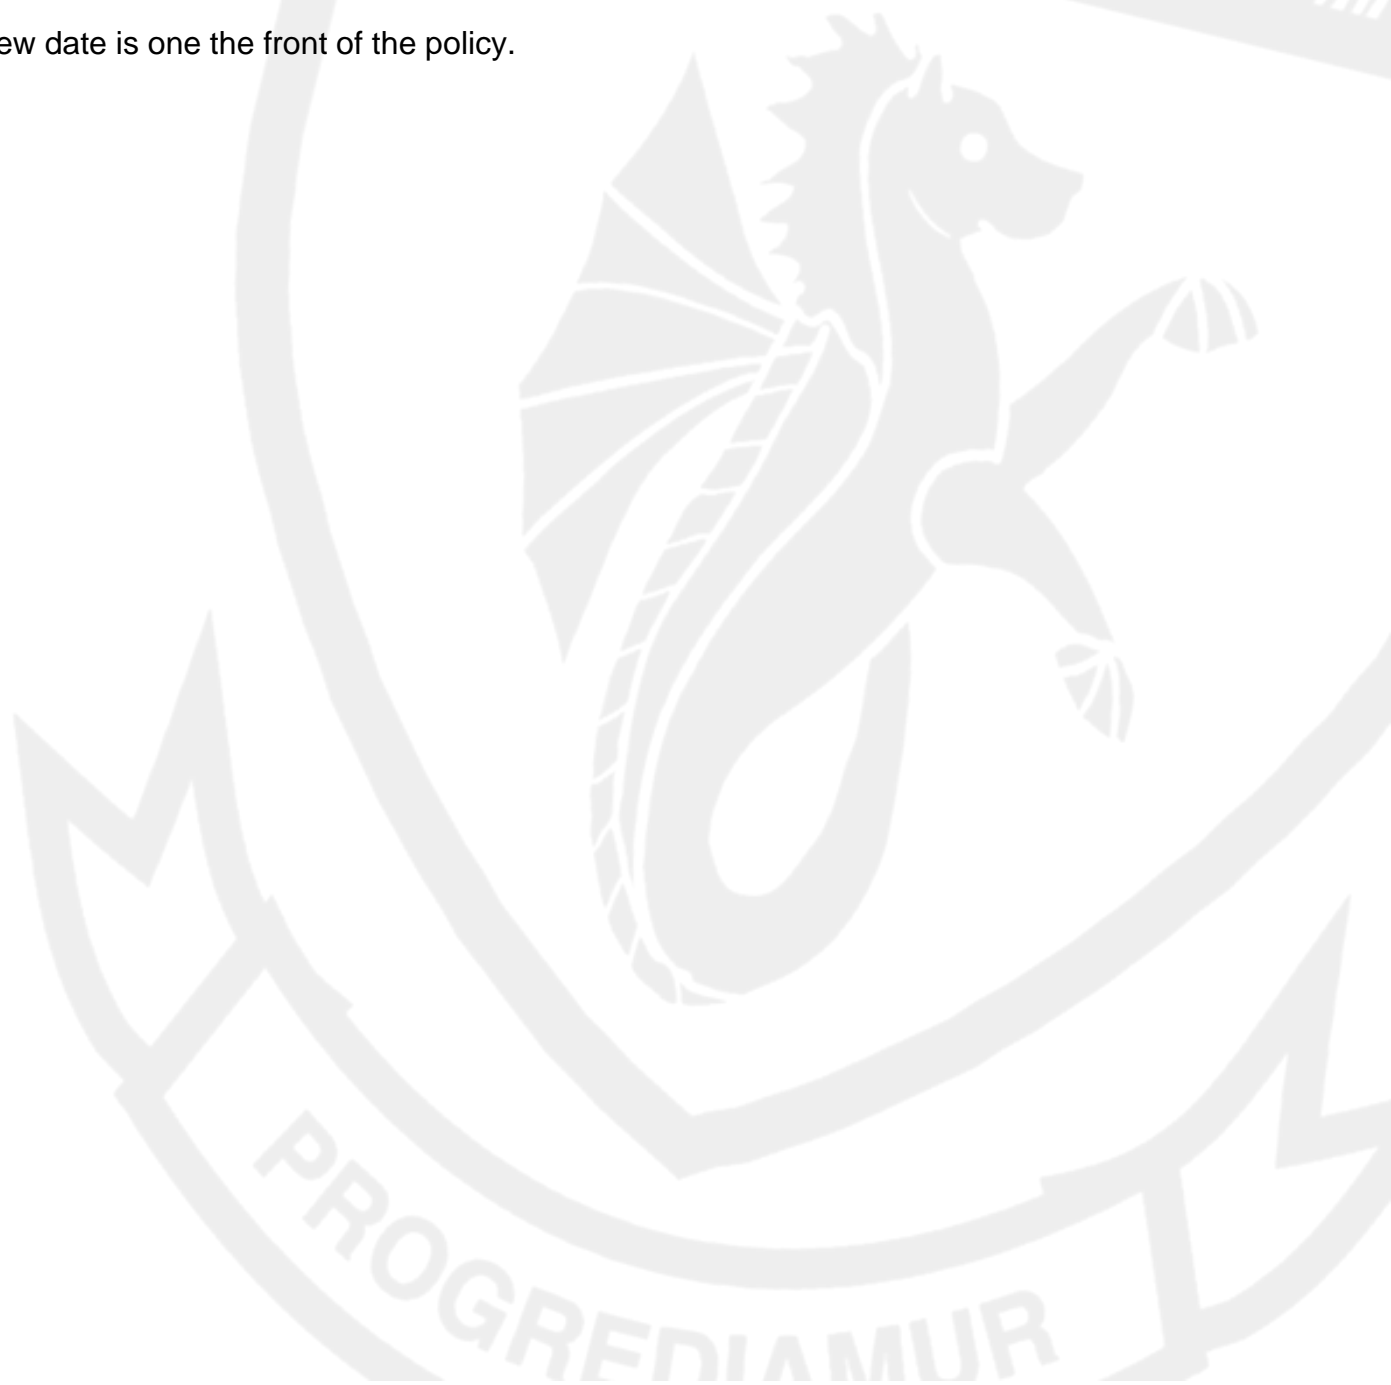 ew date is one the front of the policy.
PROGREDIAMUR